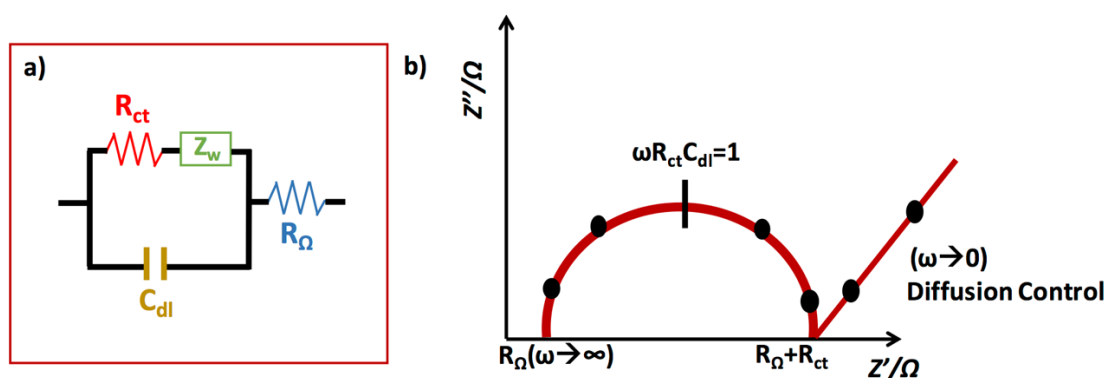 a)
R_ct
Z_w
R_Ω
C_dl
b)
Z''/Ω
ωR_ctC_dl=1
(ω→0)
Diffusion Control
R_Ω(ω→∞)
R_Ω+R_ct
Z'/Ω